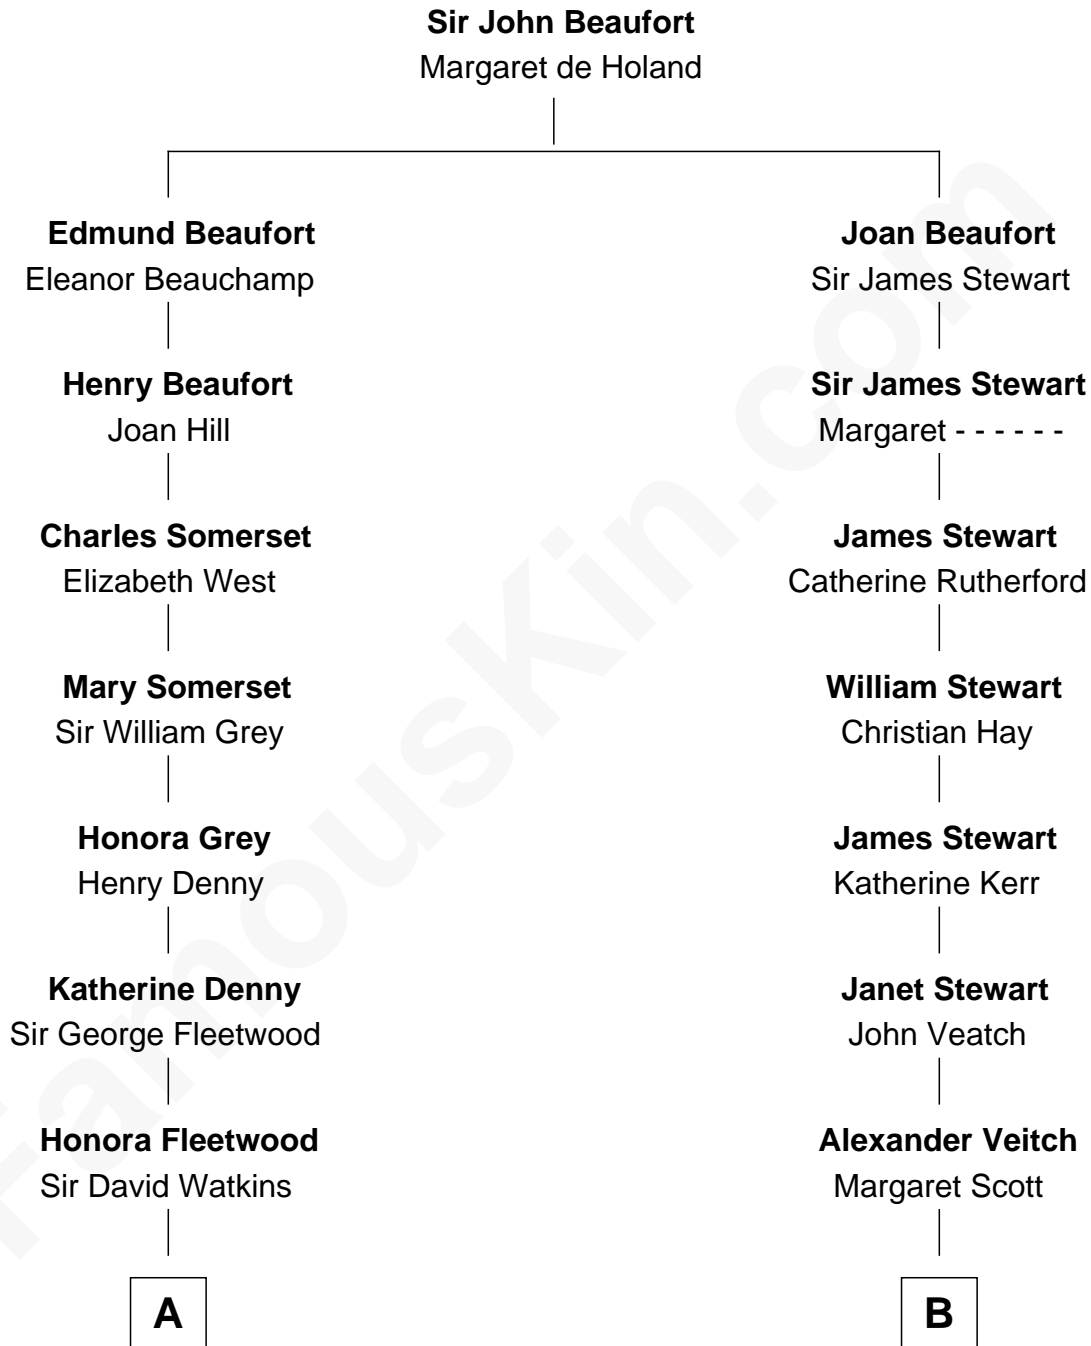 Sir John Beaufort
Margaret de Holand
Edmund Beaufort
Eleanor Beauchamp
Henry Beaufort
Joan Hill
Charles Somerset
Elizabeth West
Mary Somerset
Sir William Grey
Honora Grey
Henry Denny
Katherine Denny
Sir George Fleetwood
Honora Fleetwood
Sir David Watkins
A
Joan Beaufort
Sir James Stewart
Sir James Stewart
Margaret - - - - - -
James Stewart
Catherine Rutherford
William Stewart
Christian Hay
James Stewart
Katherine Kerr
Janet Stewart
John Veatch
Alexander Veitch
Margaret Scott
B
FamousKin.com